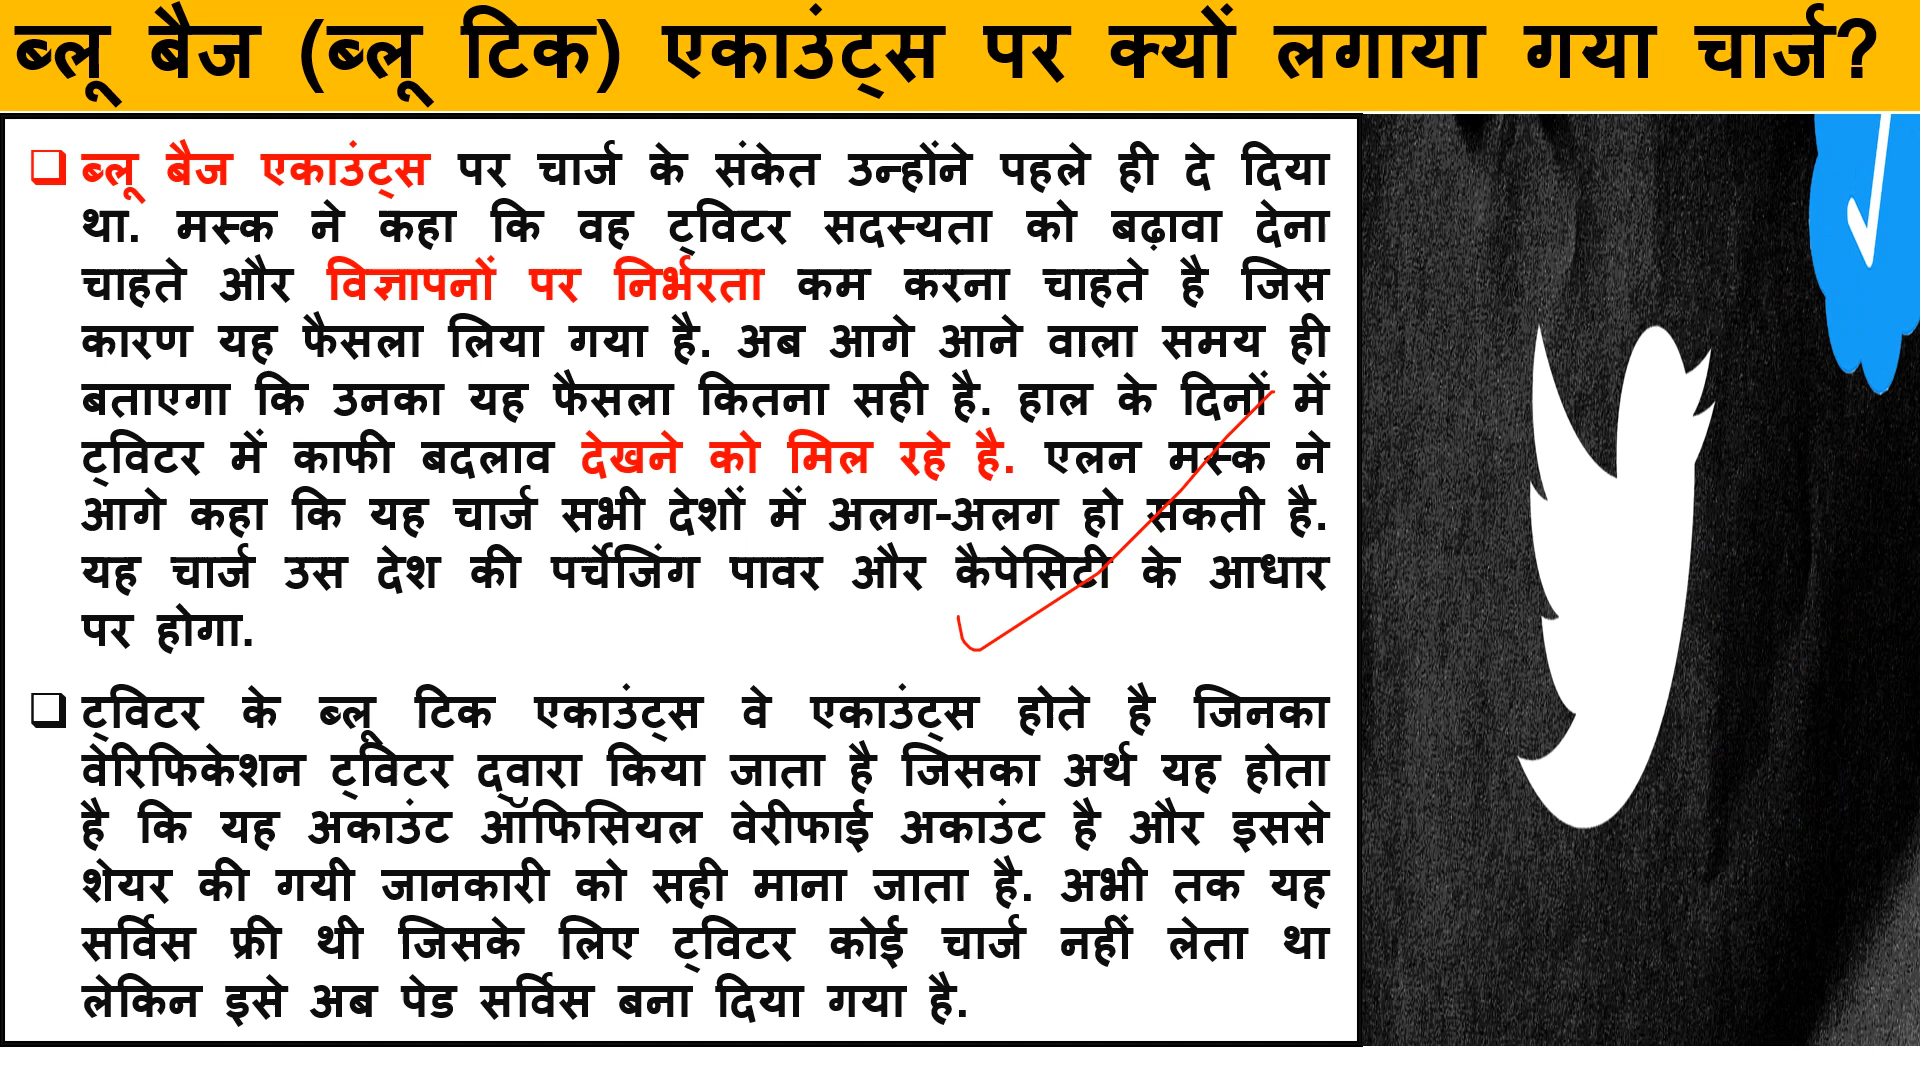 ब्लू बैज (ब्लू टिक) एकाउंट्स पर क्यों लगाया गया चार्ज?
ब्लू बैज एकाउंट्स पर चार्ज के संकेत उन्होंने पहले ही दे दिया
था. मस्क ने कहा कि वह ट्विटर सदस्यता को बढ़ावा देना
चाहते और विज्ञापनों पर निर्भरता कम करना चाहते है जिस
कारण यह फैसला लिया गया है. अब आगे आने वाला समय ही
बताएगा कि उनका यह फैसला कितना सही है. हाल के दिनों में
ट्विटर में काफी बदलाव देखने को मिल रहे है. एलन मस्क ने
आगे कहा कि यह चार्ज सभी देशों में अलग-अलग हो सकती है.
यह चार्ज उस देश की पर्चेजिंग पावर और कैपेसिटी के आधार
पर होगा.
ट्विटर के ब्लू टिक एकाउंट्स वे एकाउंट्स होते है जिनका
वेरिफिकेशन ट्विटर द्वारा किया जाता है जिसका अर्थ यह होता
है कि यह अकाउंट ऑफिसियल वेरीफाई अकाउंट है और इससे
शेयर की गयी जानकारी को सही माना जाता है. अभी तक यह
सर्विस फ्री थी जिसके लिए ट्विटर कोई चार्ज नहीं लेता था
लेकिन इसे अब पेड सर्विस बना दिया गया है.